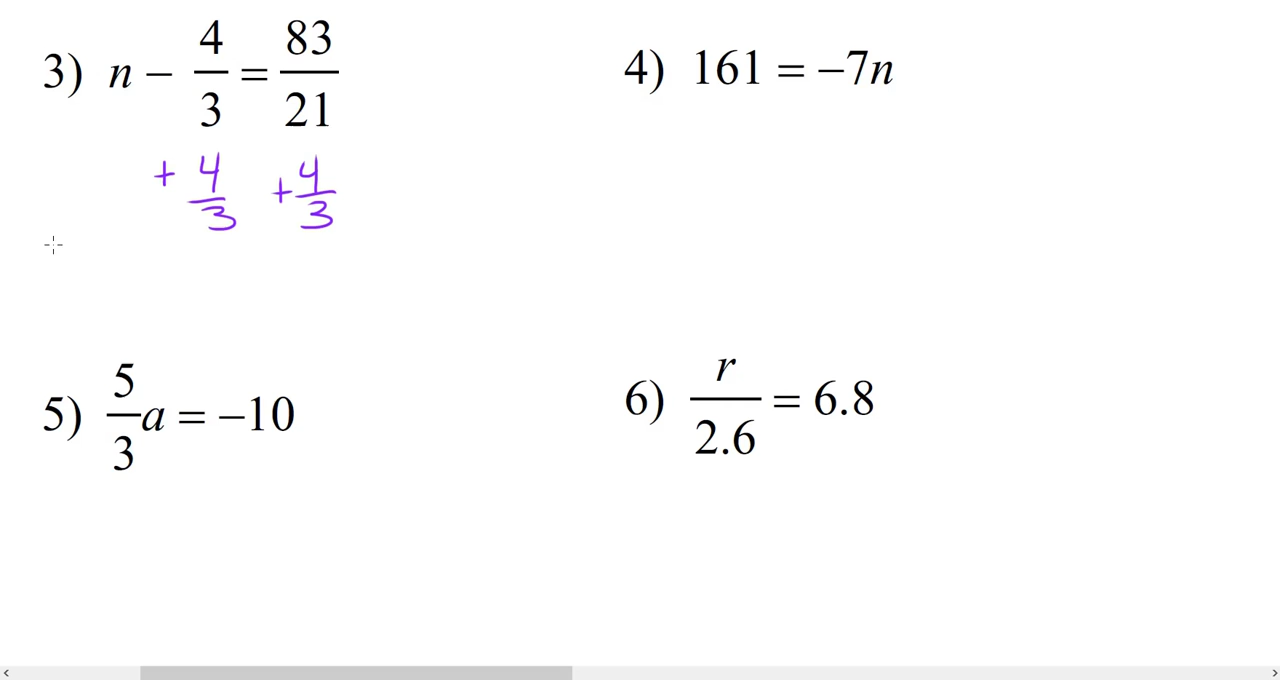 3) n − 4/3 = 83/21
+ 4/3 + 4/3
4) 161 = −7n
5) 5/3 a = −10
6) r/2.6 = 6.8